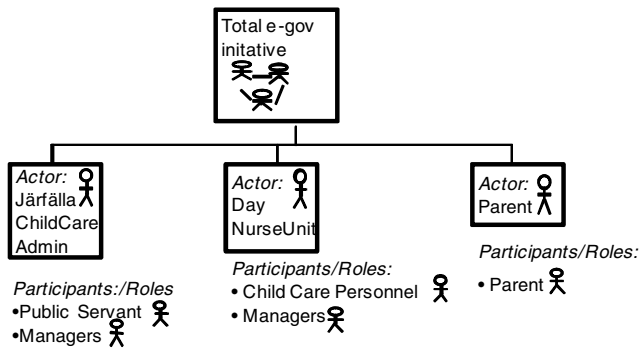 Total e-gov
initative
Actor:
Järfälla
ChildCare
Admin
Participants:/Roles
•Public Servant
•Managers
Actor:
Day
NurseUnit
Participants/Roles:
• Child Care Personnel
• Managers
Actor:
Parent
Participants/Roles:
• Parent